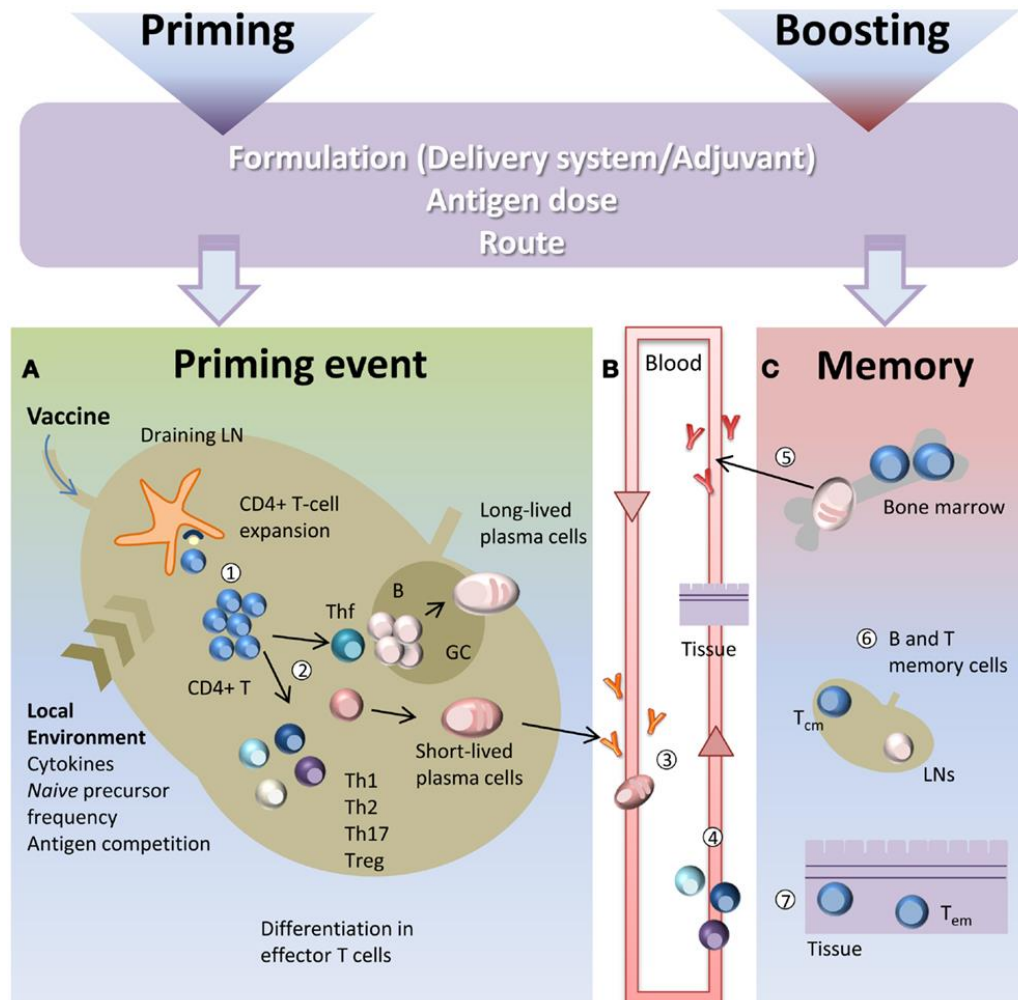 Priming
Boosting
Formulation (Delivery system/Adjuvant)
Antigen dose
Route
A
Priming event
Vaccine
Draining LN
CD4+ T-cell
expansion
Long-lived
plasma cells
①
Thf
B
GC
②
CD4+ T
Local
Environment
Cytokines
Naive precursor
frequency
Antigen competition
Short-lived
plasma cells
Th1
Th2
Th17
Treg
Differentiation in
effector T cells
B
Blood
Tissue
③
④
C
Memory
⑤
Bone marrow
⑥ B and T
memory cells
Tcm
LNs
⑦
Tem
Tissue